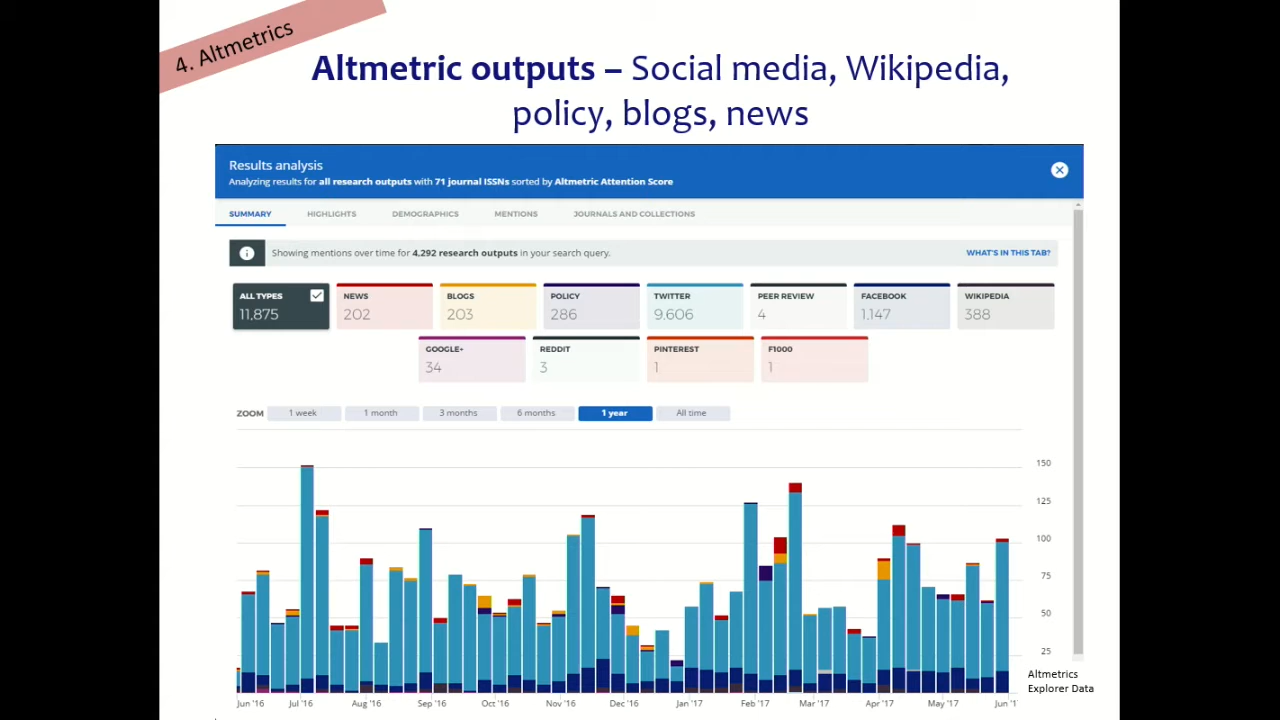 4. Altmetrics
Altmetric outputs – Social media, Wikipedia,
policy, blogs, news
Results analysis
Analyzing results for all research outputs with 71 journal ISSNs sorted by Altmetric Attention Score
SUMMARY HIGHLIGHTS DEMOGRAPHICS MENTIONS JOURNALS AND COLLECTIONS
Showing mentions over time for 4,292 research outputs in your search query. WHAT'S IN THIS TAB?
ALL TYPES NEWS BLOGS POLICY TWITTER PEER REVIEW FACEBOOK WIKIPEDIA
11,875 202 203 286 9,606 4 1,147 388
GOOGLE+ REDDIT PINTEREST F1000
34 3 1 1
ZOOM 1 week 1 month 3 months 6 months 1 year All time
150
125
100
75
50
25
Jun '16 Jul '16 Aug '16 Sep '16 Oct '16 Nov '16 Dec '16 Jan '17 Feb '17 Mar '17 Apr '17 May '17 Jun '1
Altmetrics
Explorer Data